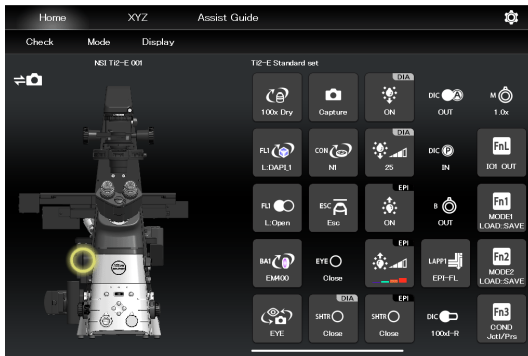 Home XYZ Assist Guide
Check Mode Display
NSI Ti2-E 001
Ti2-E Standard set
100x Dry
Capture
DIA
ON
DIC A
OUT
M
1.0x
FL1
L:DAPI_1
CON
N1
DIA
25
DIC P
IN
FnL
IO1 OUT
FL1
L:Open
ESC
Esc
EPI
ON
B
OUT
Fn1
MODE1
LOAD:SAVE
BA1
EM400
EYE
Close
EPI
LAPP1
EPI-FL
Fn2
MODE2
LOAD:SAVE
EYE
SHTR
DIA
Close
SHTR
EPI
Close
DIC
100xI-R
Fn3
COND
Jctl/Prs